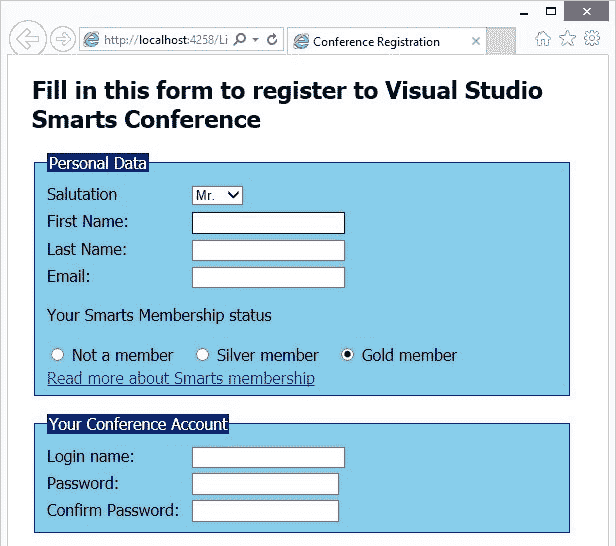 http://localhost:4258/Li
Conference Registration
Fill in this form to register to Visual Studio
Smarts Conference
Personal Data
Salutation Mr.
First Name:
Last Name:
Email:
Your Smarts Membership status
Not a member Silver member Gold member
Read more about Smarts membership
Your Conference Account
Login name:
Password:
Confirm Password: